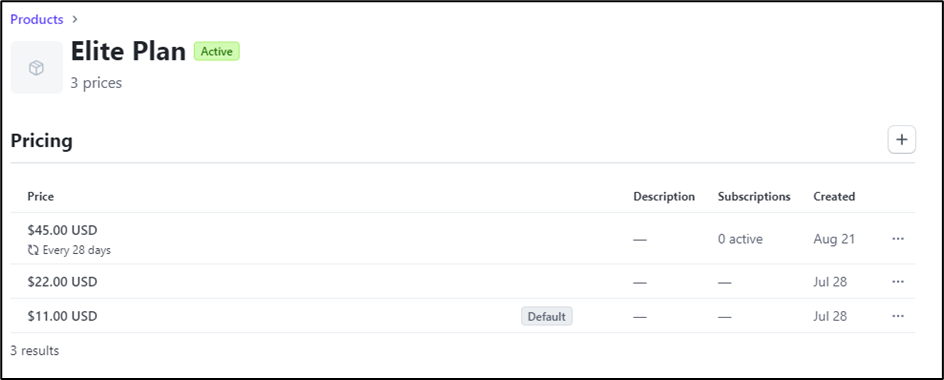 Products >
Elite Plan Active
3 prices
Pricing
+
Price Description Subscriptions Created
$45.00 USD
Every 28 days — 0 active Aug 21 ···
$22.00 USD — — Jul 28 ···
$11.00 USD Default — — Jul 28 ···
3 results